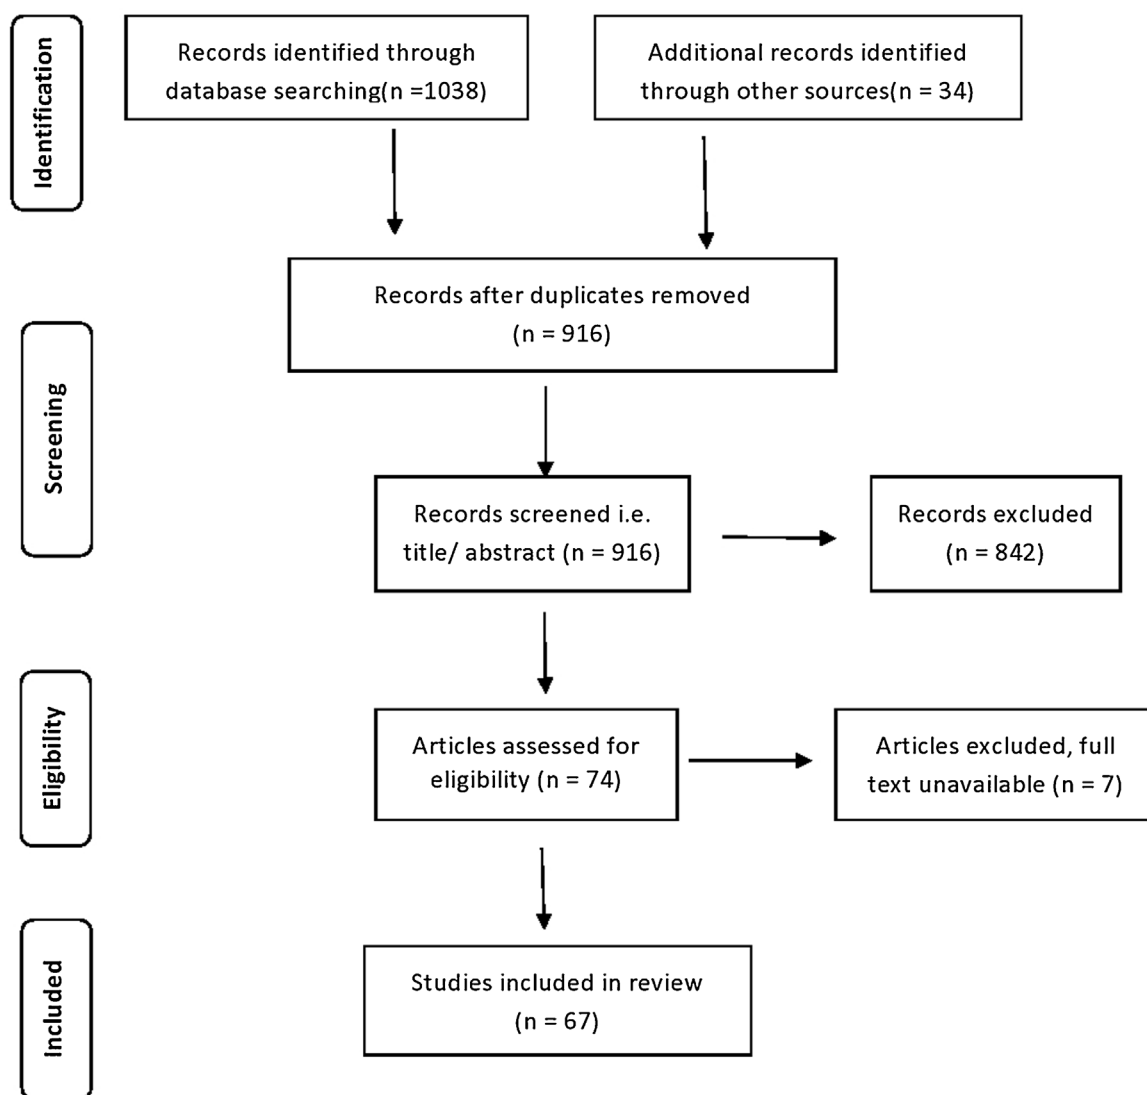 Identification
Records identified through
database searching(n =1038)
Additional records identified
through other sources(n = 34)
Records after duplicates removed
(n = 916)
Screening
Records screened i.e.
title/ abstract (n = 916)
Records excluded
(n = 842)
Eligibility
Articles assessed for
eligibility (n = 74)
Articles excluded, full
text unavailable (n = 7)
Included
Studies included in review
(n = 67)